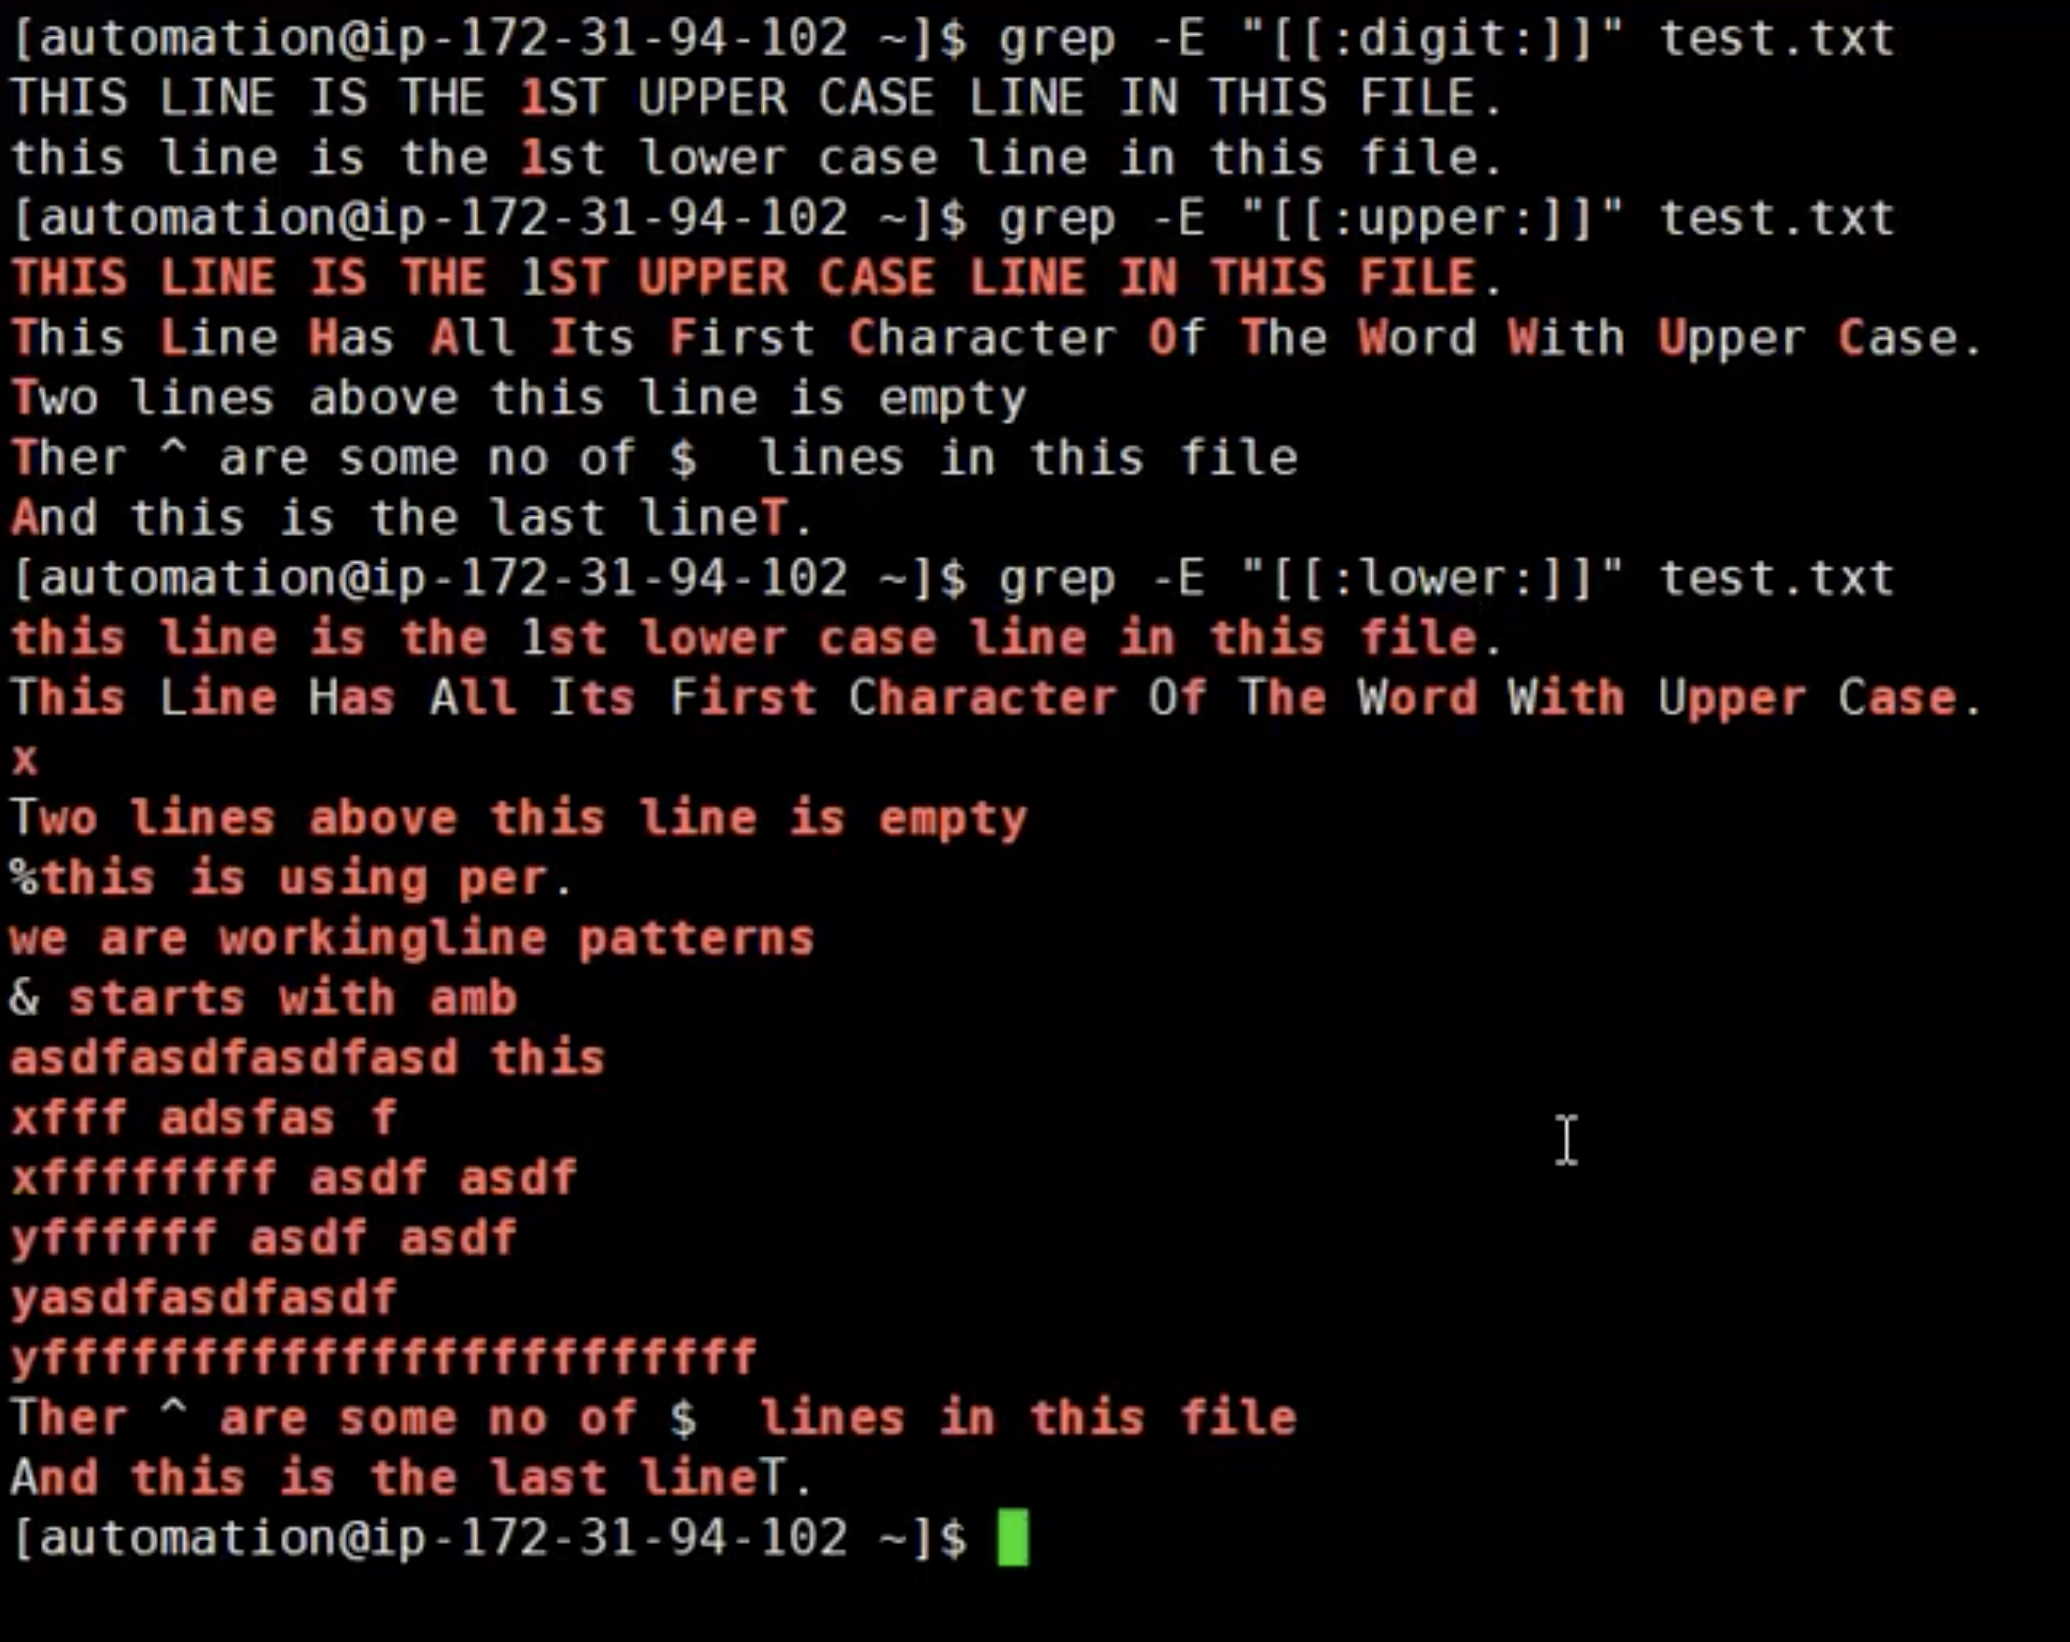 [automation@ip-172-31-94-102 ~]$ grep -E "[[:digit:]]" test.txt
THIS LINE IS THE 1ST UPPER CASE LINE IN THIS FILE.
this line is the 1st lower case line in this file.
[automation@ip-172-31-94-102 ~]$ grep -E "[[:upper:]]" test.txt
THIS LINE IS THE 1ST UPPER CASE LINE IN THIS FILE.
This Line Has All Its First Character Of The Word With Upper Case.
Two lines above this line is empty
Ther ^ are some no of $  lines in this file
And this is the last lineT.
[automation@ip-172-31-94-102 ~]$ grep -E "[[:lower:]]" test.txt
this line is the 1st lower case line in this file.
This Line Has All Its First Character Of The Word With Upper Case.
x
Two lines above this line is empty
%this is using per.
we are workingline patterns
& starts with amb
asdfasdfasdfasd this
xfff adsfas f
xffffffff asdf asdf
yffffff asdf asdf
yasdfasdfasdf
yffffffffffffffffffffffff
Ther ^ are some no of $  lines in this file
And this is the last lineT.
[automation@ip-172-31-94-102 ~]$